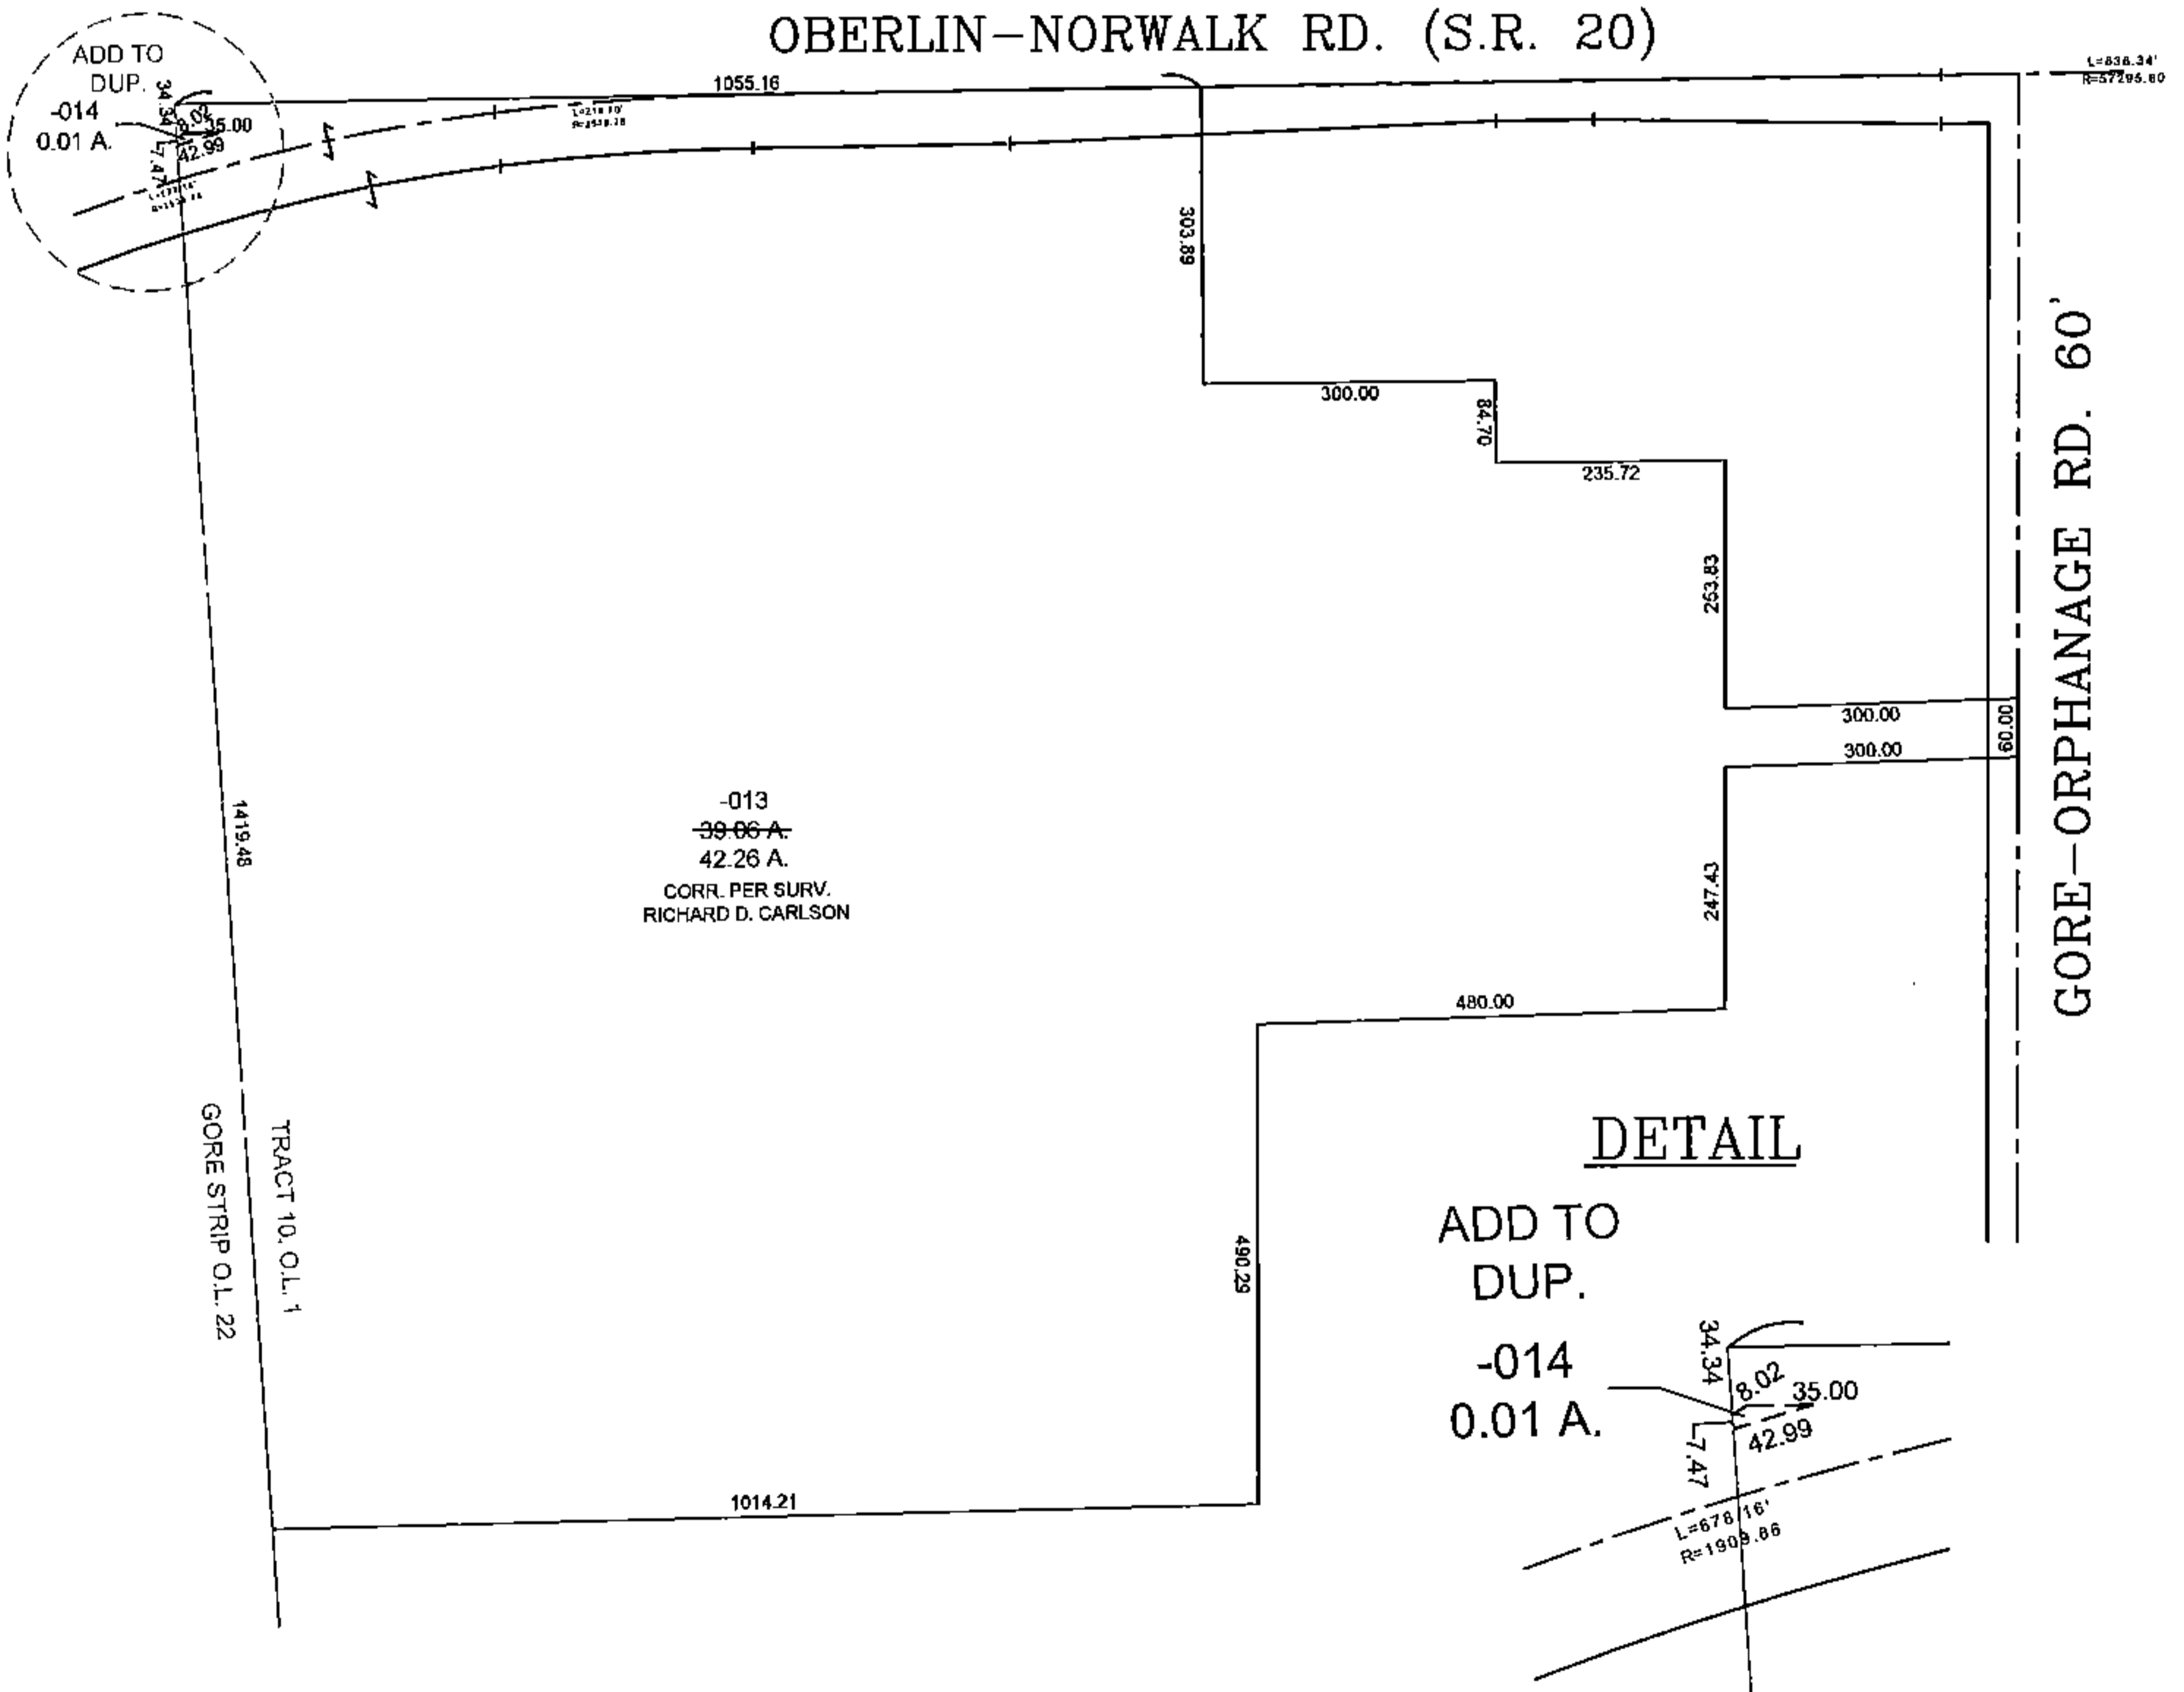 OBERLIN-NORWALK RD. (S.R. 20)
L=838.34'
R=57295.80
ADD TO
DUP.
-014
0.01 A.
34.34
8.02
35.00
42.99
7.47
1055.16
303.89
300.00
84.70
235.72
253.83
300.00
60.00
300.00
247.43
480.00
490.29
1014.21
1419.48
GORE-ORPHANAGE RD. 60'
-013
39.06 A.
42.26 A.
CORR. PER SURV.
RICHARD D. CARLSON
TRACT 10, O.L. 1
GORE STRIP O.L. 22
DETAIL
ADD TO
DUP.
-014
0.01 A.
34.34
8.02
35.00
42.99
7.47
L=678.16'
R=1909.86